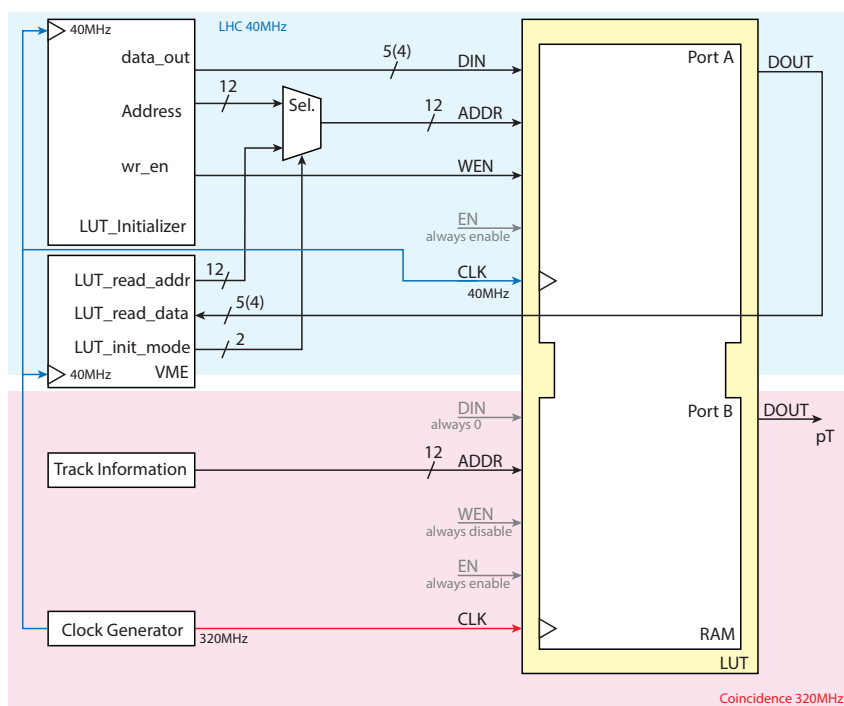 40MHz
LHC 40MHz
data_out
5(4)
DIN
Port A
DOUT
12
Address
Sel.
12
ADDR
wr_en
WEN
EN
always enable
LUT_Initializer
LUT_read_addr
12
CLK
40MHz
LUT_read_data
5(4)
LUT_init_mode
2
40MHz
VME
DIN
always 0
Port B
DOUT
pT
Track Information
12
ADDR
WEN
always disable
EN
always enable
Clock Generator
320MHz
CLK
RAM
LUT
Coincidence 320MHz